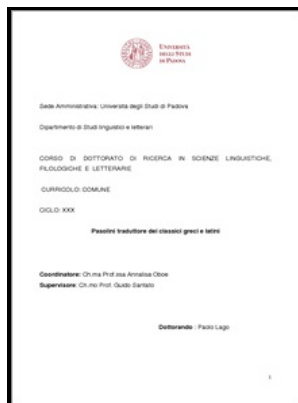 UNIVERSITÀ
DEGLI STUDI
DI PADOVA
Sede Amministrativa: Università degli Studi di Padova
Dipartimento di Studi linguistici e letterari
CORSO DI DOTTORATO DI RICERCA IN SCIENZE LINGUISTICHE,
FILOLOGICHE E LETTERARIE
CURRICOLO: COMUNE
CICLO: XXX
Pasolini traduttore dei classici greci e latini
Coordinatore: Ch.ma Prof.ssa Annalisa Oboe
Supervisore: Ch.mo Prof. Guido Santato
Dottorando : Paolo Lago
1